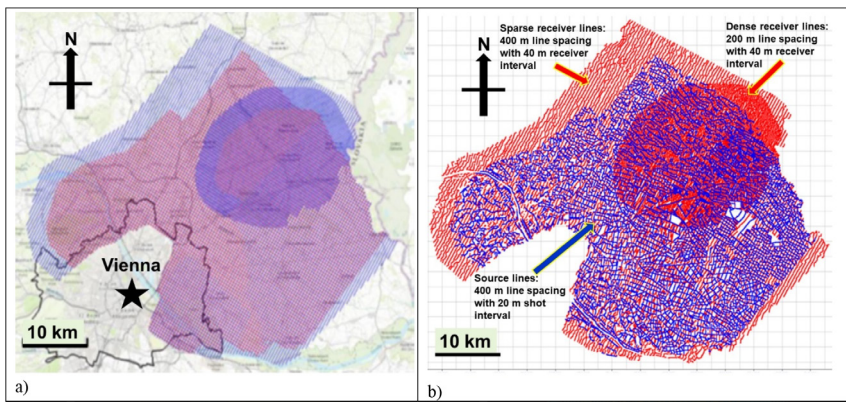 N
Vienna
10 km
a)
N
Sparse receiver lines:
400 m line spacing
with 40 m receiver
interval
Dense receiver lines:
200 m line spacing
with 40 m receiver
interval
Source lines:
400 m line spacing
with 20 m shot
interval
10 km
b)